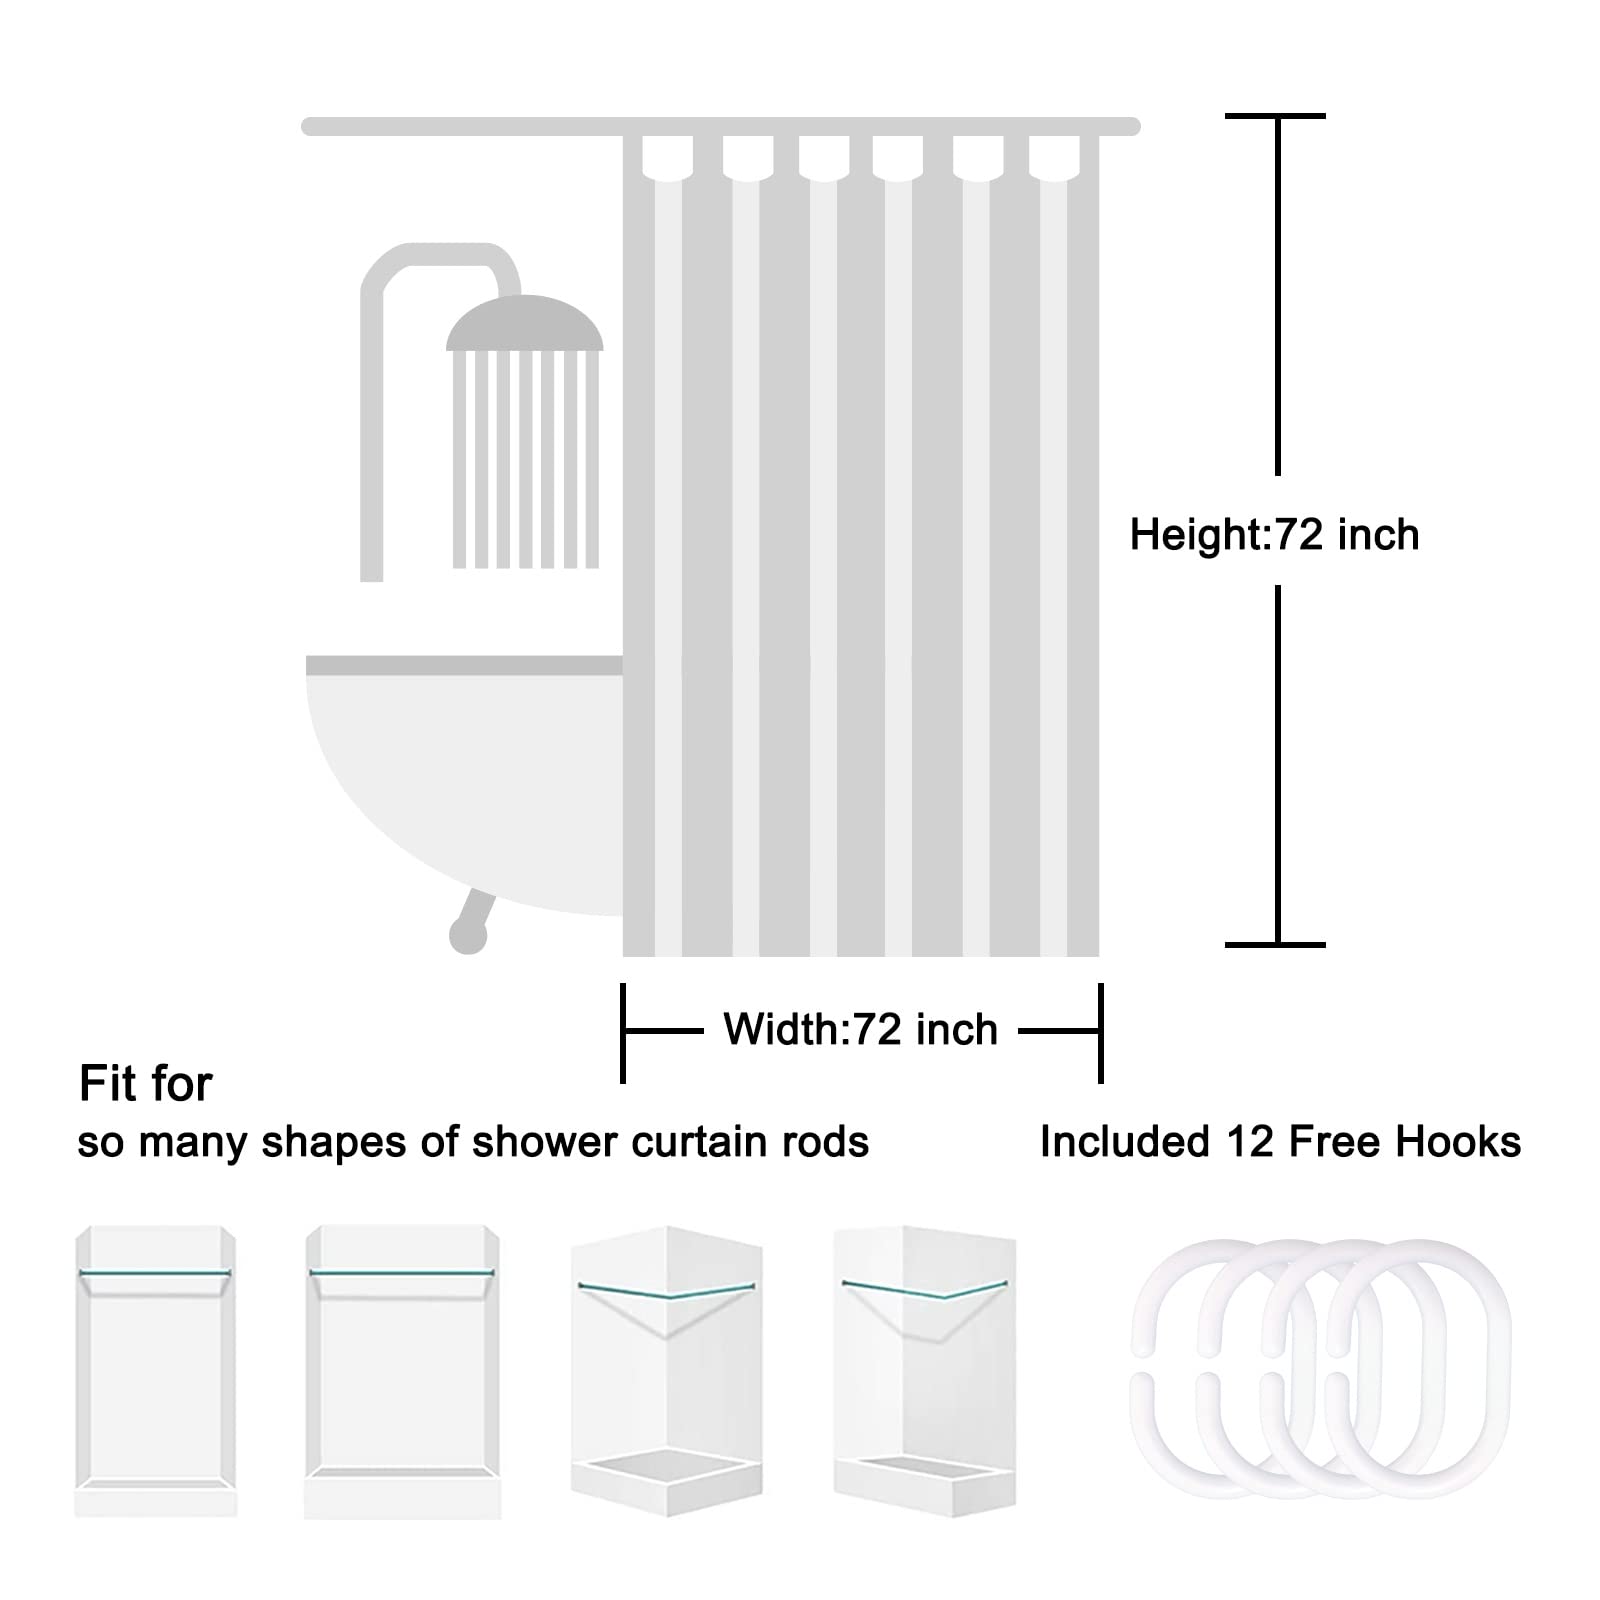 Height:72 inch
Width:72 inch
Fit for
so many shapes of shower curtain rods
Included 12 Free Hooks